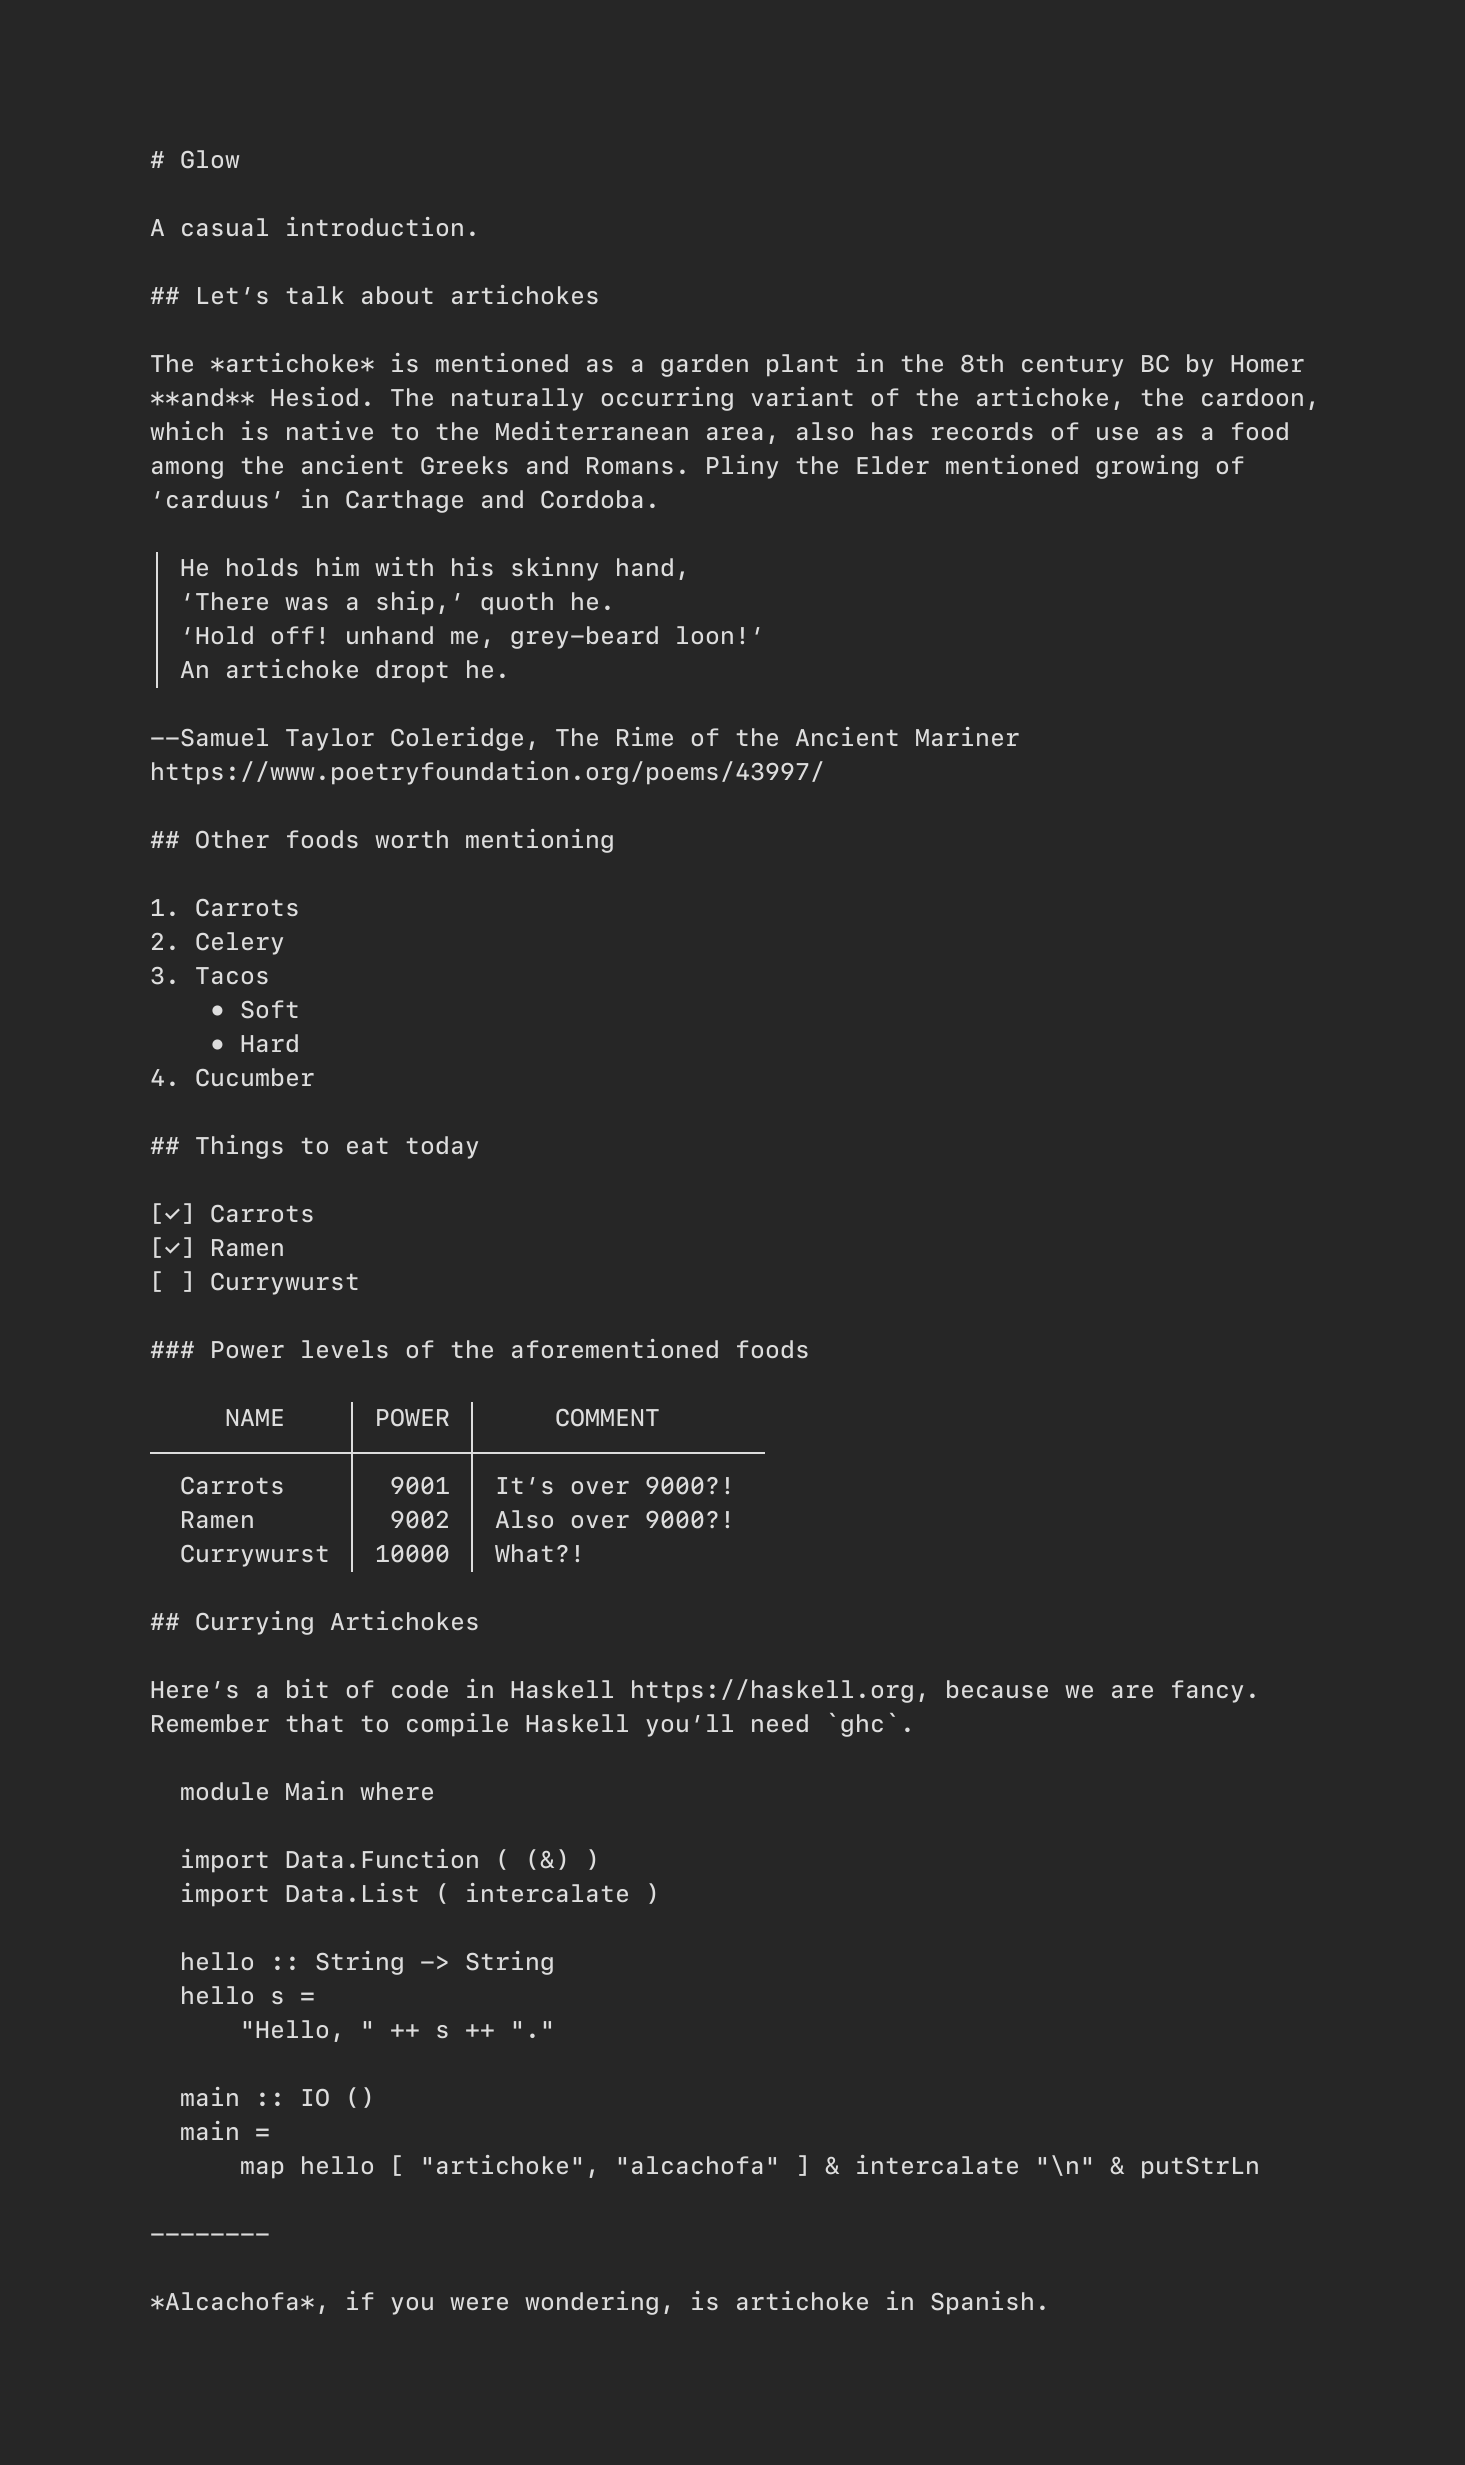 # Glow
A casual introduction.
## Let’s talk about artichokes
The *artichoke* is mentioned as a garden plant in the 8th century BC by Homer
**and** Hesiod. The naturally occurring variant of the artichoke, the cardoon,
which is native to the Mediterranean area, also has records of use as a food
among the ancient Greeks and Romans. Pliny the Elder mentioned growing of
‘carduus’ in Carthage and Cordoba.
He holds him with his skinny hand,
‘There was a ship,’ quoth he.
‘Hold off! unhand me, grey-beard loon!’
An artichoke dropt he.
--Samuel Taylor Coleridge, The Rime of the Ancient Mariner
https://www.poetryfoundation.org/poems/43997/
## Other foods worth mentioning
1. Carrots
2. Celery
3. Tacos
• Soft
• Hard
4. Cucumber
## Things to eat today
[✓] Carrots
[✓] Ramen
[ ] Currywurst
### Power levels of the aforementioned foods
NAME │ POWER │ COMMENT
Carrots │ 9001 │ It’s over 9000?!
Ramen │ 9002 │ Also over 9000?!
Currywurst │ 10000 │ What?!
## Currying Artichokes
Here’s a bit of code in Haskell https://haskell.org, because we are fancy.
Remember that to compile Haskell you’ll need `ghc`.
module Main where
import Data.Function ( (&) )
import Data.List ( intercalate )
hello :: String -> String
hello s =
"Hello, " ++ s ++ "."
main :: IO ()
main =
map hello [ "artichoke", "alcachofa" ] & intercalate "\n" & putStrLn
--------
*Alcachofa*, if you were wondering, is artichoke in Spanish.